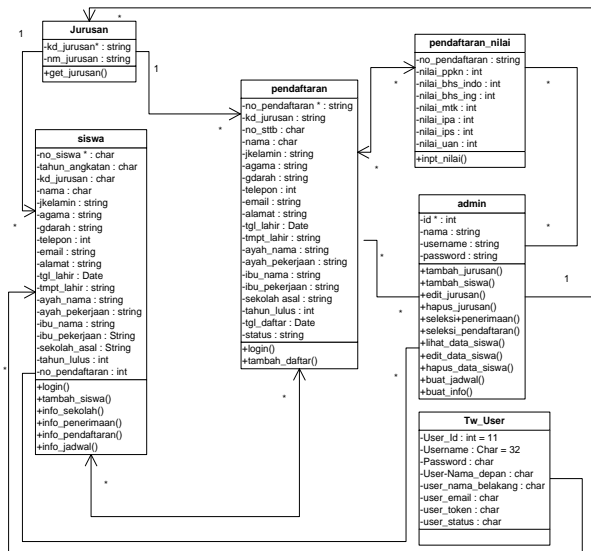 Jurusan
-kd_jurusan* : string
-nm_jurusan : string
+get_jurusan()
1
*
1
*
pendaftaran_nilai
-no_pendaftaran : string
-nilai_ppkn : int
-nilai_bhs_indo : int
-nilai_bhs_ing : int
-nilai_mtk : int
-nilai_ipa : int
-nilai_ips : int
-nilai_uan : int
+inpt_nilai()
*
*
*
pendaftaran
-no_pendaftaran * : string
-kd_jurusan : string
-no_sttb : char
-nama : char
-jkelamin : string
-agama : string
-gdarah : string
-telepon : int
-email : string
-alamat : string
-tgl_lahir : Date
-tmpt_lahir : string
-ayah_nama : string
-ayah_pekerjaan : string
-ibu_nama : string
-ibu_pekerjaan : string
-sekolah asal : string
-tahun_lulus : int
-tgl_daftar : Date
-status : string
+login()
+tambah_daftar()
*
*
*
siswa
-no_siswa * : char
-tahun_angkatan : char
-kd_jurusan : char
-nama : char
-jkelamin : string
-agama : string
-gdarah : string
-telepon : int
-email : string
-alamat : string
-tgl_lahir : Date
-tmpt_lahir : string
-ayah_nama : string
-ayah_pekerjaan : string
-ibu_nama : string
-ibu_pekerjaan : String
-sekolah_asal : String
-tahun_lulus : int
-no_pendaftaran : int
+login()
+tambah_siswa()
+info_sekolah()
+info_penerimaan()
+info_pendaftaran()
+info_jadwal()
*
*
*
*
admin
-id * : int
-nama : string
-username : string
-password : string
+tambah_jurusan()
+tambah_siswa()
+edit_jurusan()
+hapus_jurusan()
+seleksi+penerimaan()
+seleksi_pendaftaran()
+lihat_data_siswa()
+edit_data_siswa()
+hapus_data_siswa()
+buat_jadwal()
+buat_info()
*
1
*
Tw_User
-User_Id : int = 11
-Username : Char = 32
-Password : char
-User-Nama_depan : char
-user_nama_belakang : char
-user_email : char
-user_token : char
-user_status : char